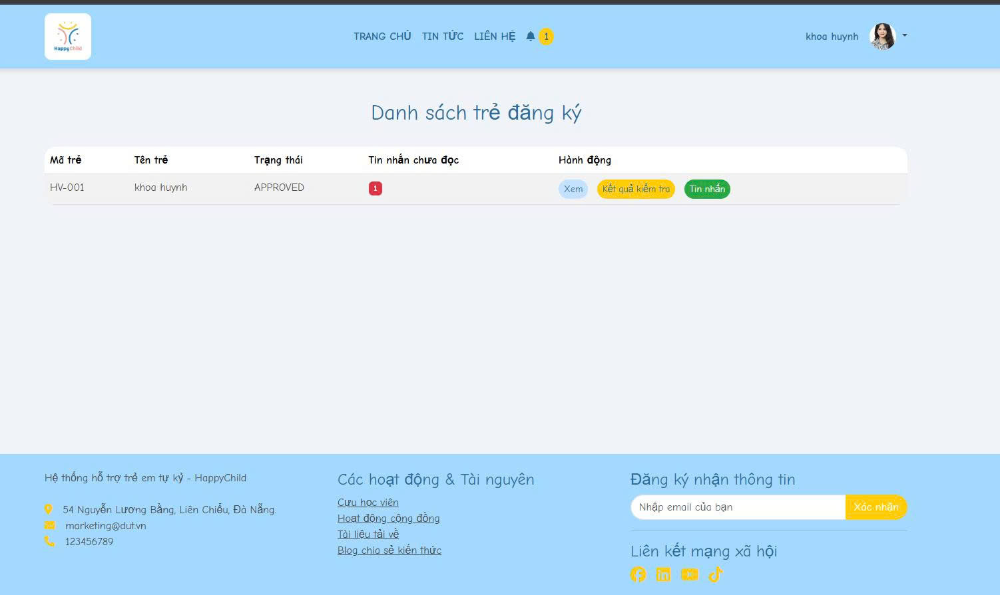 HappyChild
TRANG CHỦ TIN TỨC LIÊN HỆ 1
khoa huynh
Danh sách trẻ đăng ký
Mã trẻ Tên trẻ Trạng thái Tin nhắn chưa đọc Hành động
HV-001 khoa huynh APPROVED 1 Xem Kết quả kiểm tra Tin nhắn
Hệ thống hỗ trợ trẻ em tự kỷ - HappyChild
54 Nguyễn Lương Bằng, Liên Chiểu, Đà Nẵng.
marketing@dut.vn
123456789
Các hoạt động & Tài nguyên
Cựu học viên
Hoạt động cộng đồng
Tài liệu tải về
Blog chia sẻ kiến thức
Đăng ký nhận thông tin
Nhập email của bạn Xác nhận
Liên kết mạng xã hội